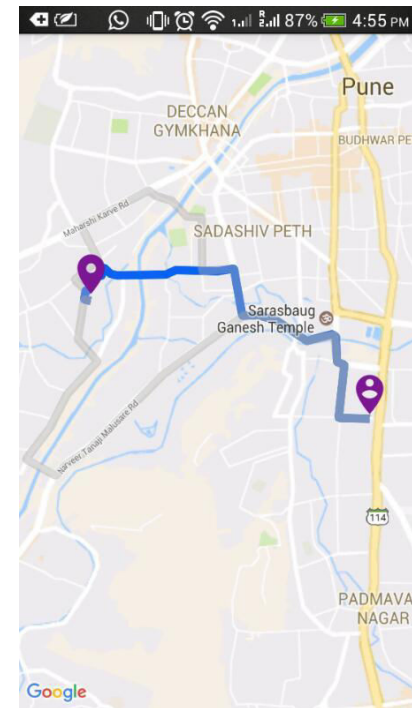 87% 4:55 PM
Pune
DECCAN
GYMKHANA
BUDHWAR PE
Maharshi Karve Rd
SADASHIV PETH
Sarasbaug
Ganesh Temple
Narveer Tanaji Malusare Rd
114
PADMAVA
NAGAR
Google